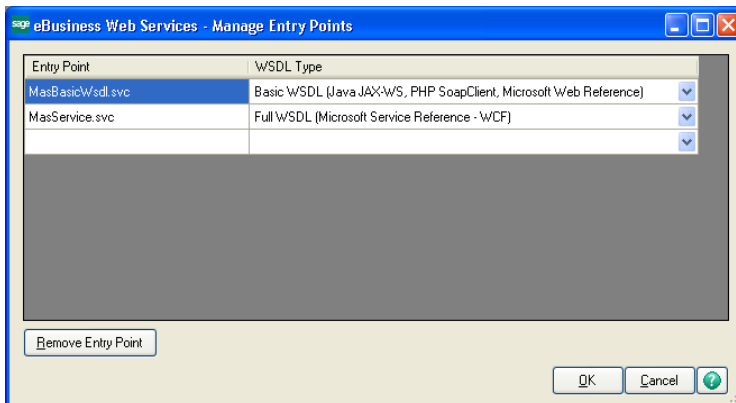 sage eBusiness Web Services - Manage Entry Points
Entry Point WSDL Type
MasBasicWsdl.svc Basic WSDL (Java JAX-WS, PHP SoapClient, Microsoft Web Reference)
MasService.svc Full WSDL (Microsoft Service Reference - WCF)
Remove Entry Point
OK Cancel ?